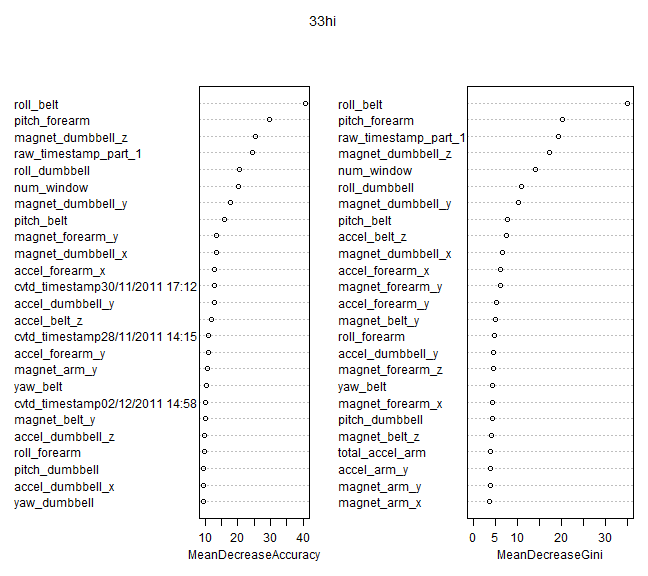 33hi
roll_belt
pitch_forearm
magnet_dumbbell_z
raw_timestamp_part_1
roll_dumbbell
num_window
magnet_dumbbell_y
pitch_belt
magnet_forearm_y
magnet_dumbbell_x
accel_forearm_x
cvtd_timestamp30/11/2011 17:12
accel_dumbbell_y
accel_belt_z
cvtd_timestamp28/11/2011 14:15
accel_forearm_y
magnet_arm_y
yaw_belt
cvtd_timestamp02/12/2011 14:58
magnet_belt_y
accel_dumbbell_z
roll_forearm
pitch_dumbbell
accel_dumbbell_x
yaw_dumbbell
10 20 30 40
MeanDecreaseAccuracy
roll_belt
pitch_forearm
raw_timestamp_part_1
magnet_dumbbell_z
num_window
roll_dumbbell
magnet_dumbbell_y
pitch_belt
accel_belt_z
magnet_dumbbell_x
accel_forearm_x
magnet_forearm_y
accel_forearm_y
magnet_belt_y
roll_forearm
accel_dumbbell_y
magnet_forearm_z
yaw_belt
magnet_forearm_x
pitch_dumbbell
magnet_belt_z
total_accel_arm
accel_arm_y
magnet_arm_y
magnet_arm_x
0 5 10 20 30
MeanDecreaseGini